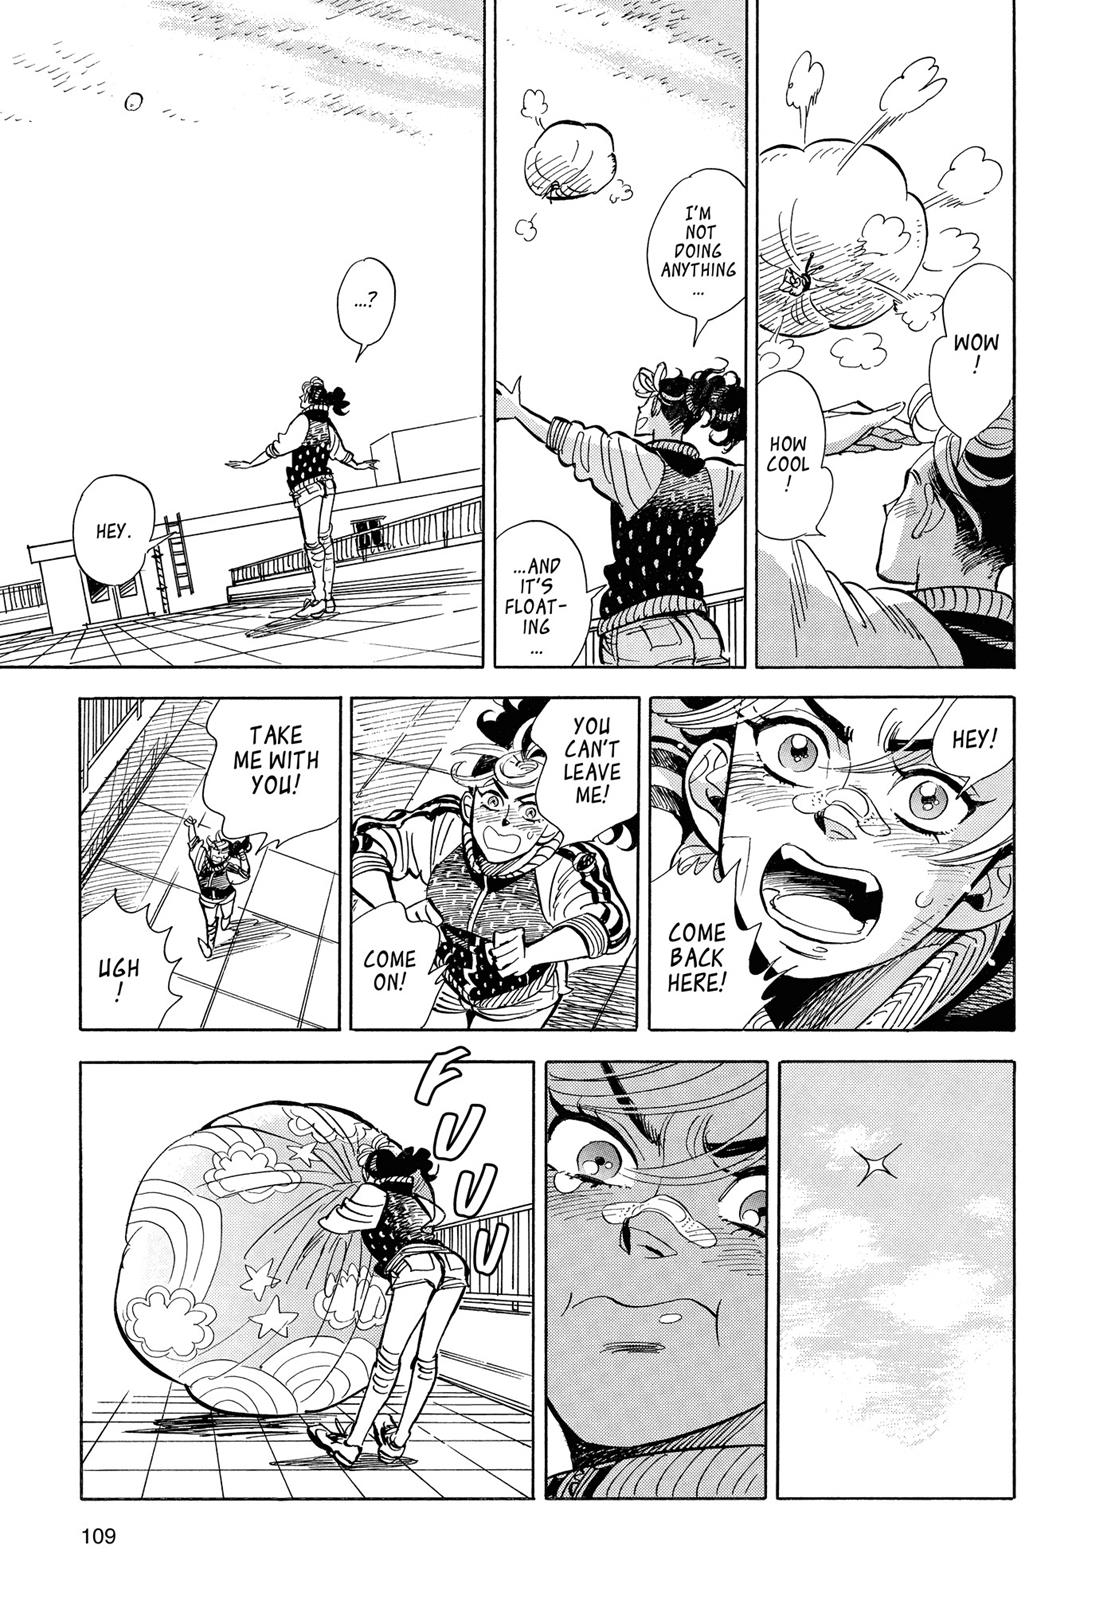 WOW
!
HOW
COOL
!
I'M
NOT
DOING
ANYTHING
...
...AND
IT'S
FLOAT-
ING
...
...?
HEY.
HEY!
COME
BACK
HERE!
YOU
CAN'T
LEAVE
ME!
COME
ON!
TAKE
ME WITH
YOU!
UGH
!
FUUUU
109